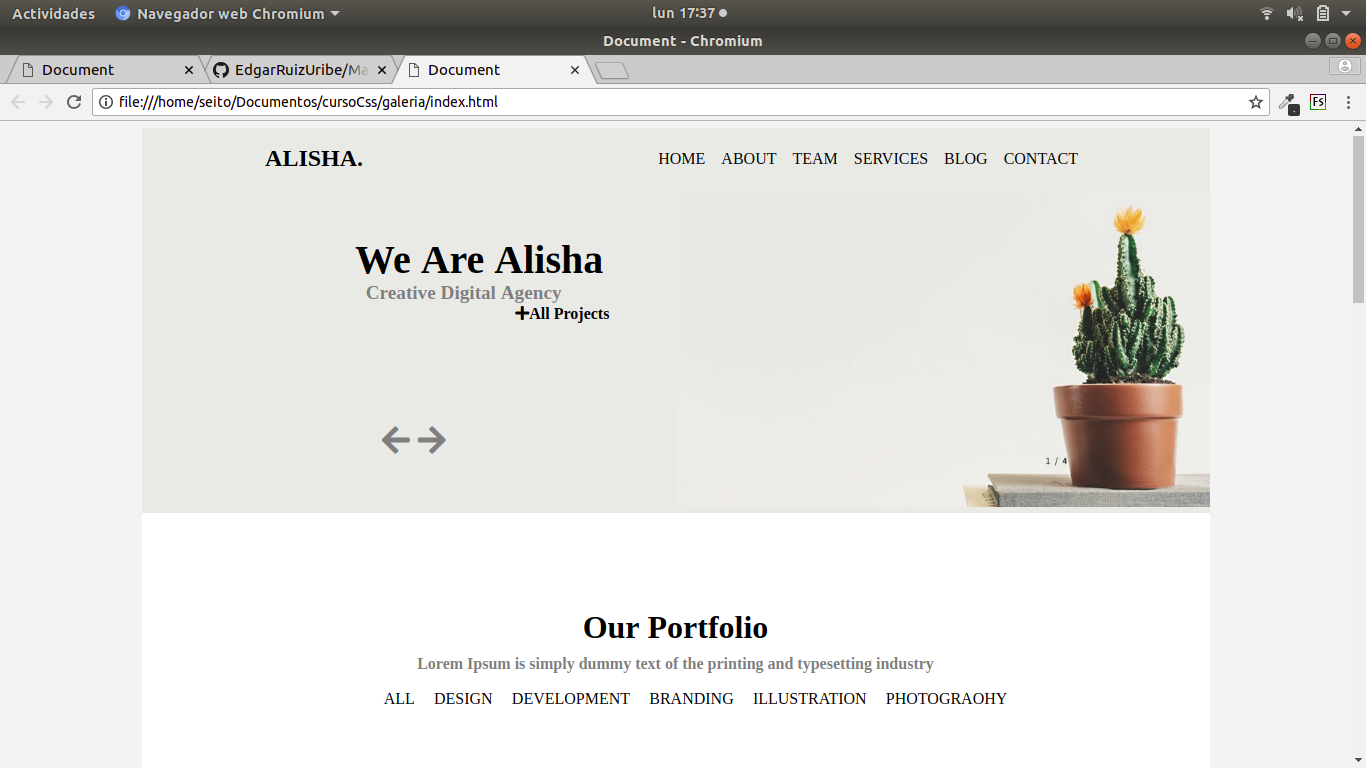 Actividades Navegador web Chromium lun 17:37
Document - Chromium
Document EdgarRuizUribe/Ma Document
file:///home/seito/Documentos/cursoCss/galeria/index.html Fs
ALISHA. HOME ABOUT TEAM SERVICES BLOG CONTACT
We Are Alisha
Creative Digital Agency
All Projects
1 / 4
Our Portfolio
Lorem Ipsum is simply dummy text of the printing and typesetting industry
ALL DESIGN DEVELOPMENT BRANDING ILLUSTRATION PHOTOGRAOHY